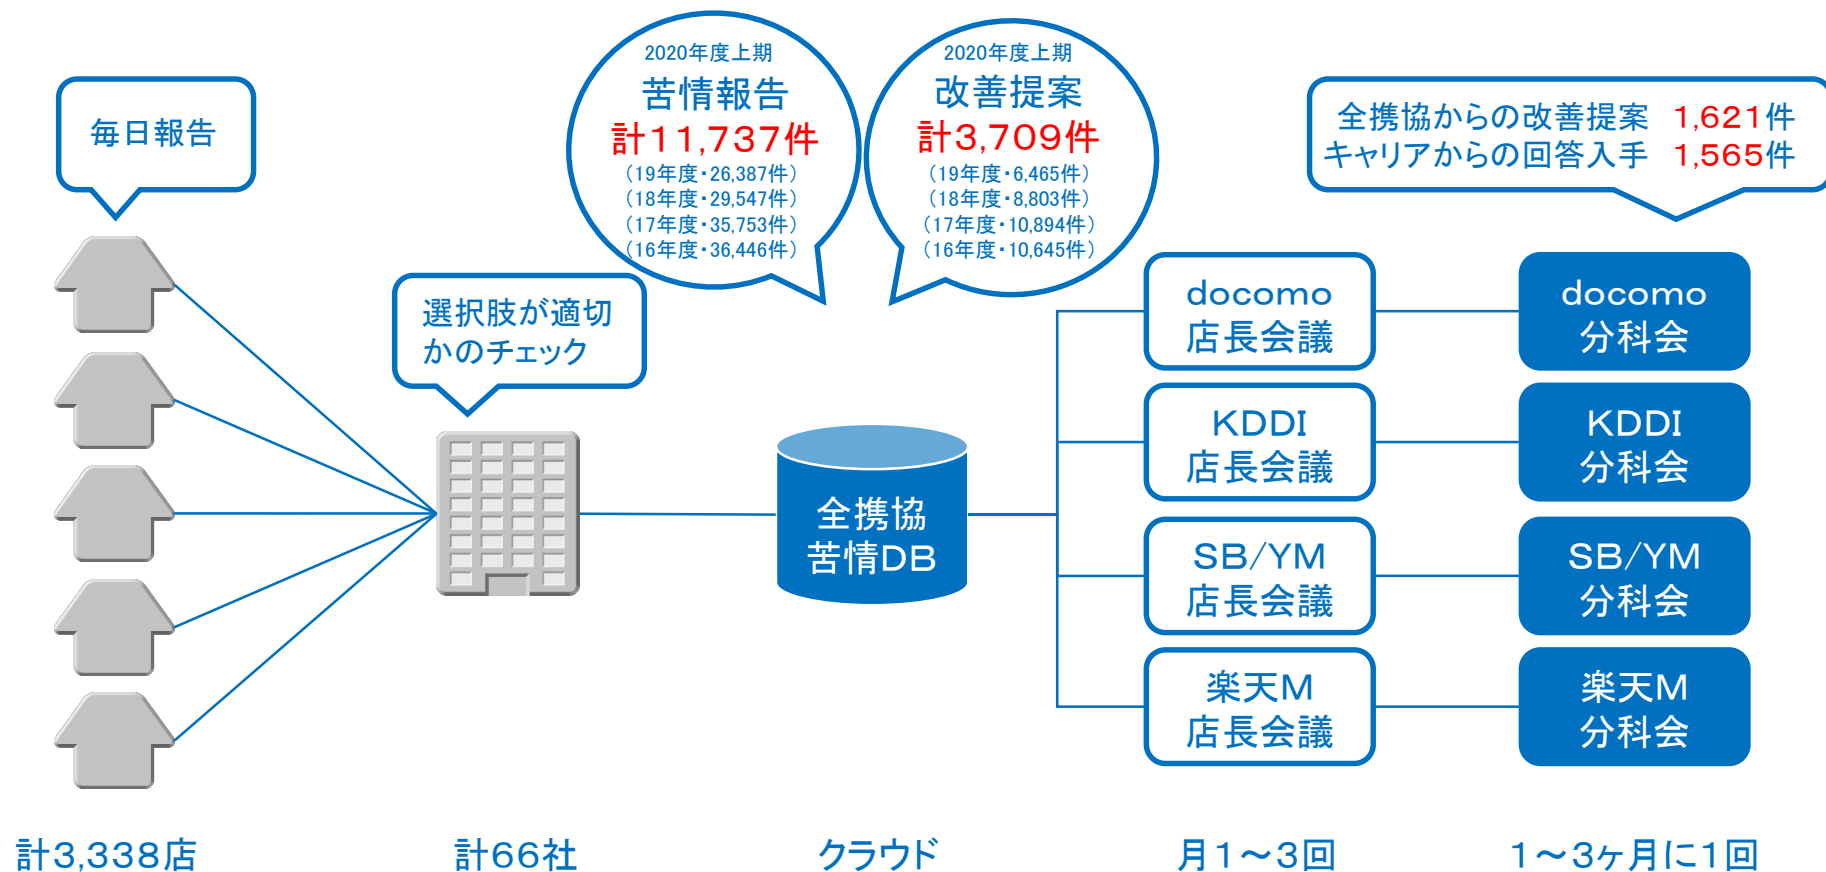 毎日報告
選択肢が適切
かのチェック
2020年度上期
苦情報告
計11,737件
（19年度・26,387件）
（18年度・29,547件）
（17年度・35,753件）
（16年度・36,446件）
2020年度上期
改善提案
計3,709件
（19年度・6,465件）
（18年度・8,803件）
（17年度・10,894件）
（16年度・10,645件）
全携協からの改善提案 1,621件
キャリアからの回答入手 1,565件
全携協
苦情DB
docomo
店長会議
docomo
分科会
KDDI
店長会議
KDDI
分科会
SB/YM
店長会議
SB/YM
分科会
楽天M
店長会議
楽天M
分科会
計3,338店
計66社
クラウド
月1～3回
1～3ヶ月に1回